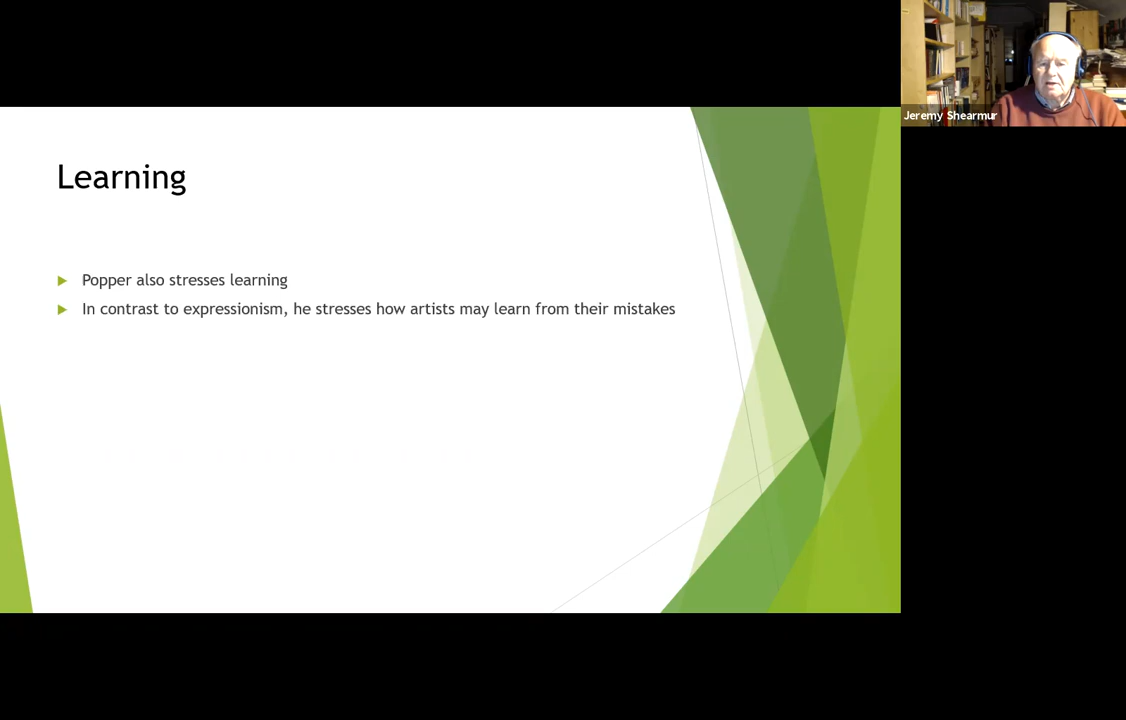 Jeremy Shearmur
Learning
Popper also stresses learning
In contrast to expressionism, he stresses how artists may learn from their mistakes